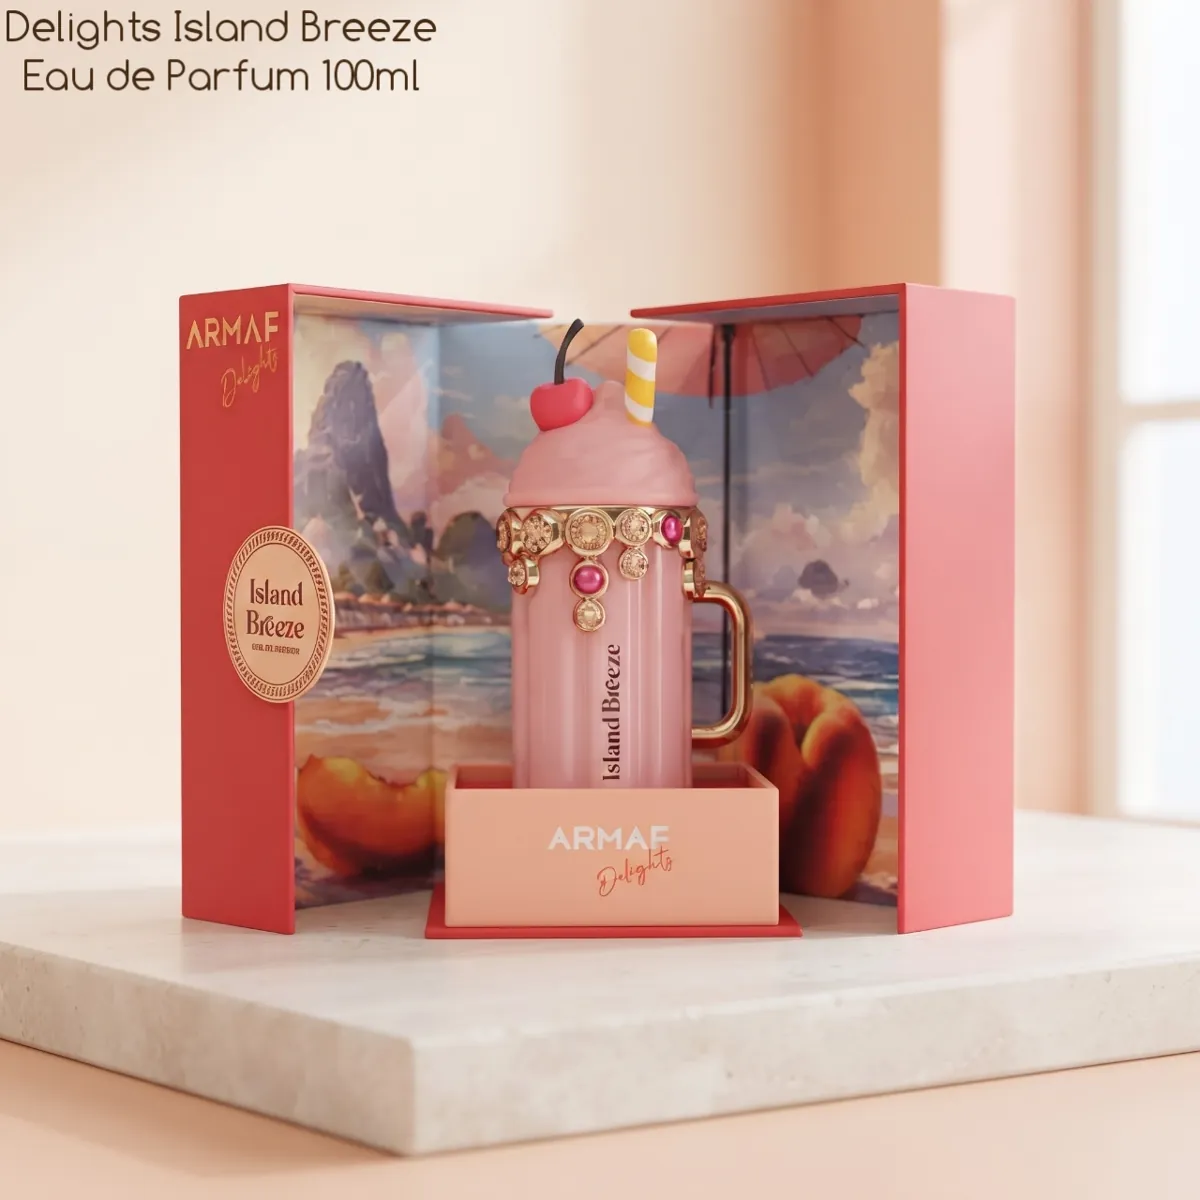 Delights Island Breeze
Eau de Parfum 100ml
ARMAF
Delights
Island
Breeze
Island Breeze
ARMAF
Delights